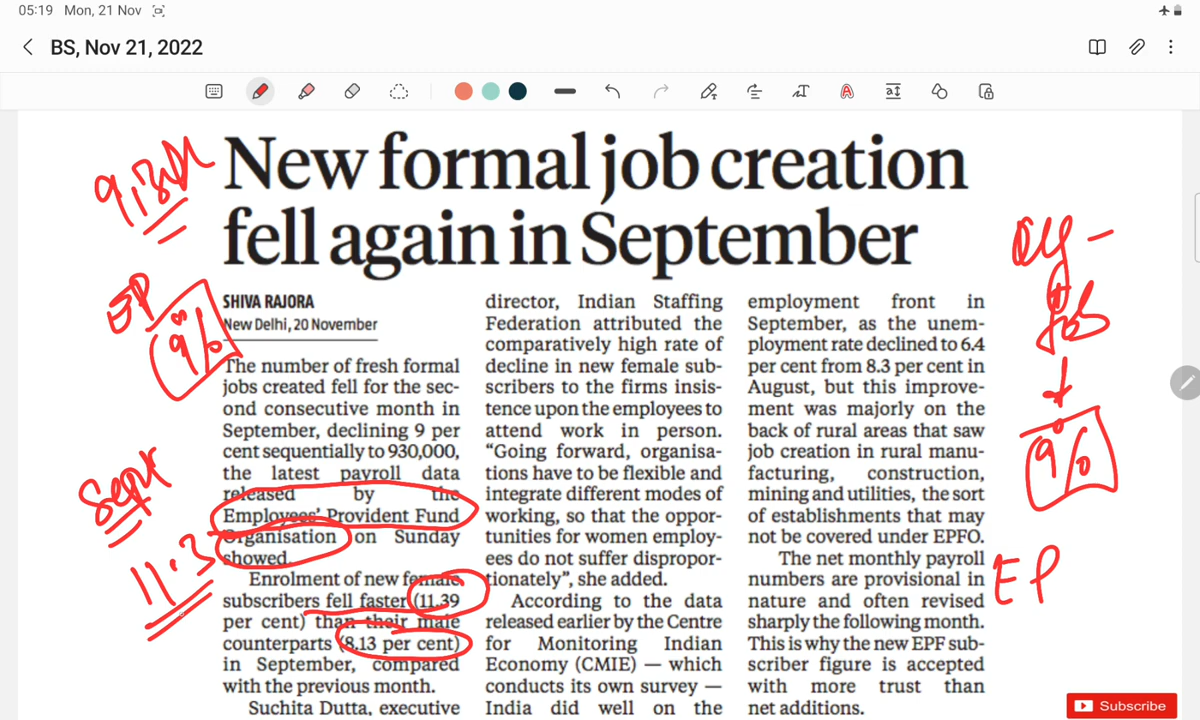 05:19 Mon, 21 Nov
BS, Nov 21, 2022
New formal job creation
fell again in September
SHIVA RAJORA
New Delhi, 20 November
The number of fresh formal
jobs created fell for the sec-
ond consecutive month in
September, declining 9 per
cent sequentially to 930,000,
the latest payroll data
released by the
Employees' Provident Fund
Organisation on Sunday
showed.
Enrolment of new female
subscribers fell faster (11.39
per cent) than their male
counterparts (8.13 per cent)
in September, compared
with the previous month.
Suchita Dutta, executive
director, Indian Staffing
Federation attributed the
comparatively high rate of
decline in new female sub-
scribers to the firms insis-
tence upon the employees to
attend work in person.
"Going forward, organisa-
tions have to be flexible and
integrate different modes of
working, so that the oppor-
tunities for women employ-
ees do not suffer dispropor-
tionately", she added.
According to the data
released earlier by the Centre
for Monitoring Indian
Economy (CMIE) — which
conducts its own survey —
India did well on the
employment front in
September, as the unem-
ployment rate declined to 6.4
per cent from 8.3 per cent in
August, but this improve-
ment was majorly on the
back of rural areas that saw
job creation in rural manu-
facturing, construction,
mining and utilities, the sort
of establishments that may
not be covered under EPFO.
The net monthly payroll
numbers are provisional in
nature and often revised
sharply the following month.
This is why the new EPF sub-
scriber figure is accepted
with more trust than
net additions.
EP
9%
Sept
11.3
Job
9%
EP
Subscribe